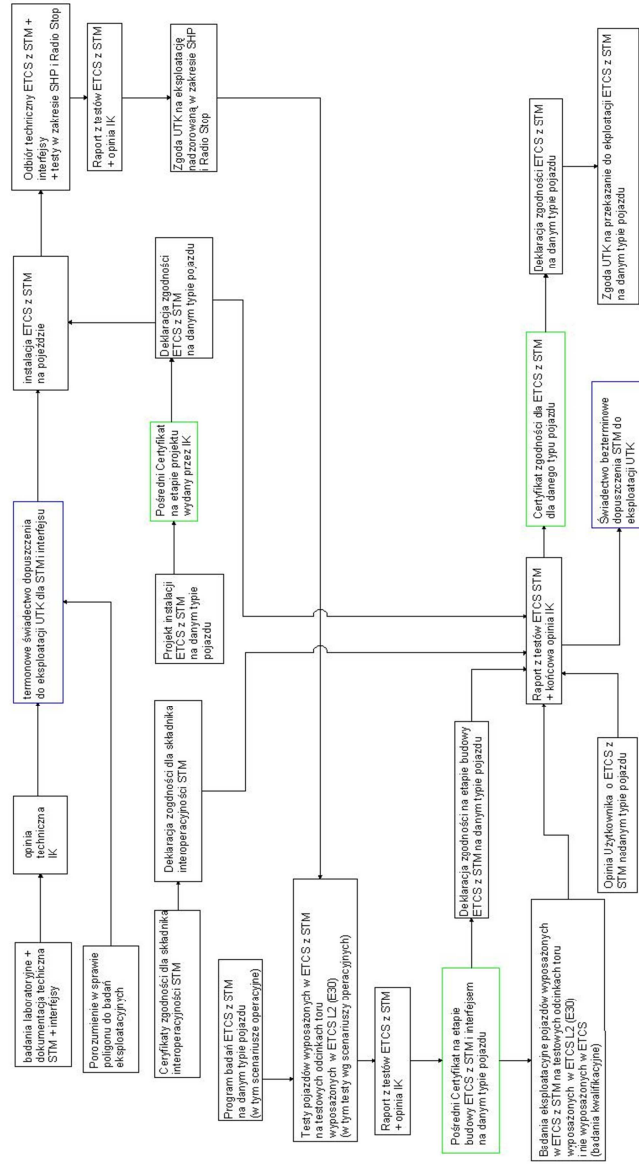 badania laboratoryjne +
dokumentacja techniczna
STM + interfejsy
opinia
techniczna
IK
termonowe świadectwo dopuszczenia
do eksploatacji UTK dla STM i interfejsu
instalacja ETCS z STM
na pojeździe
Odbiór techniczny ETCS z STM +
interfejsy
+ testy w zakresie SHP i Radio Stop
Porozumienie w sprawie
poligonu do badań
eksploatacyjnych
Raport z testów ETCS z STM
+ opinia IK
Certyfikaty zgodności dla składnika
interoperacyjności STM
Deklaracja zogdności dla składnika
interoperacyjności STM
Projekt instalacji
ETCS z STM
na danym typie
pojazdu
Pośredni Certyfikat
na etapie projektu
wydany przez IK
Deklaracja zgodności
ETCS z STM
na danym typie pojazdu
Zgoda UTK na eksploatację
nadzorowaną w zakresie SHP
i Radio Stop
Program badań ETCS z STM
na danym typie pojazdu
(w tym scenariusze operacyjne)
Testy pojazdów wyposażonych w ETCS z STM
na testowych odcinkach toru
wyposażonych w ETCS L2 (E30)
(w tym testy wg scenariuszy operacyjnych)
Raport z testów ETCS z STM
+ opinia IK
Pośredni Certyfikat na etapie
budowy ETCS z STM i interfejsem
na danym typie pojazdu
Deklaracja zgodności na etapie budowy
ETCS z STM na danym typie pojazdu
Raport z testów ETCS STM
+ końcowa opinia IK
Certyfikat zgodności dla ETCS z STM
dla danego typu pojazdu
Deklaracja zgodności ETCS z STM
na danym typie pojazdu
Badania eksploatacyjne pojazdów wyposażonych
w ETCS z STM na testowych odcinkach toru
wyposażonych w ETCS L2 (E30)
i nie wyposażonych w ETCS
(badania kwalifikacyjne)
Opinia Użytkownika o ETCS z
STM nadanym typie pojazdu
Świadectwo bezterminowe
dopuszczenia STM do
eksploatacji UTK
Zgoda UTK na przekazanie do ekplostacji ETCS z STM
na danym typie pojazdu